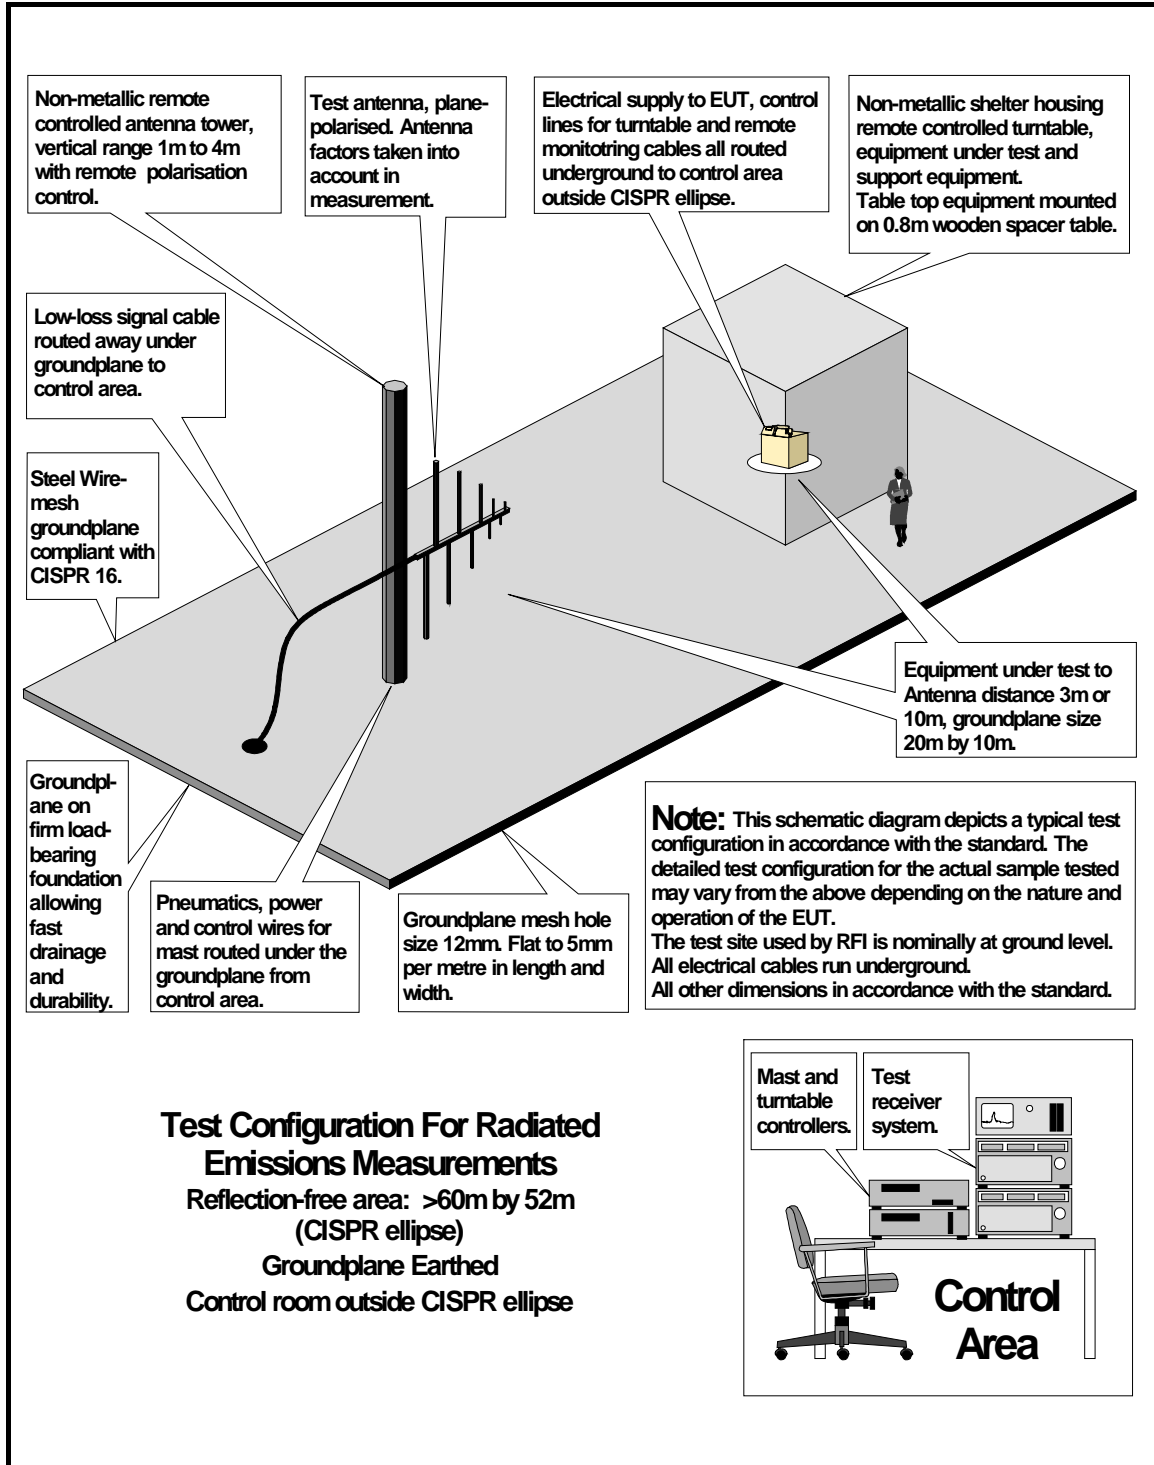 Non-metallic remote
controlled antenna tower,
vertical range 1m to 4m
with remote polarisation
control.
Test antenna, plane-
polarised. Antenna
factors taken into
account in
measurement.
Electrical supply to EUT, control
lines for turntable and remote
monitotring cables all routed
underground to control area
outside CISPR ellipse.
Non-metallic shelter housing
remote controlled turntable,
equipment under test and
support equipment.
Table top equipment mounted
on 0.8m wooden spacer table.
Low-loss signal cable
routed away under
groundplane to
control area.
Steel Wire-
mesh
groundplane
compliant with
CISPR 16.
Equipment under test to
Antenna distance 3m or
10m, groundplane size
20m by 10m.
Groundpl-
ane on
firm load-
bearing
foundation
allowing
fast
drainage
and
durability.
Pneumatics, power
and control wires for
mast routed under the
groundplane from
control area.
Groundplane mesh hole
size 12mm. Flat to 5mm
per metre in length and
width.
Note: This schematic diagram depicts a typical test
configuration in accordance with the standard. The
detailed test configuration for the actual sample tested
may vary from the above depending on the nature and
operation of the EUT.
The test site used by RFI is nominally at ground level.
All electrical cables run underground.
All other dimensions in accordance with the standard.
Test Configuration For Radiated
Emissions Measurements
Reflection-free area: >60m by 52m
(CISPR ellipse)
Groundplane Earthed
Control room outside CISPR ellipse
Mast and
turntable
controllers.
Test
receiver
system.
Control
Area